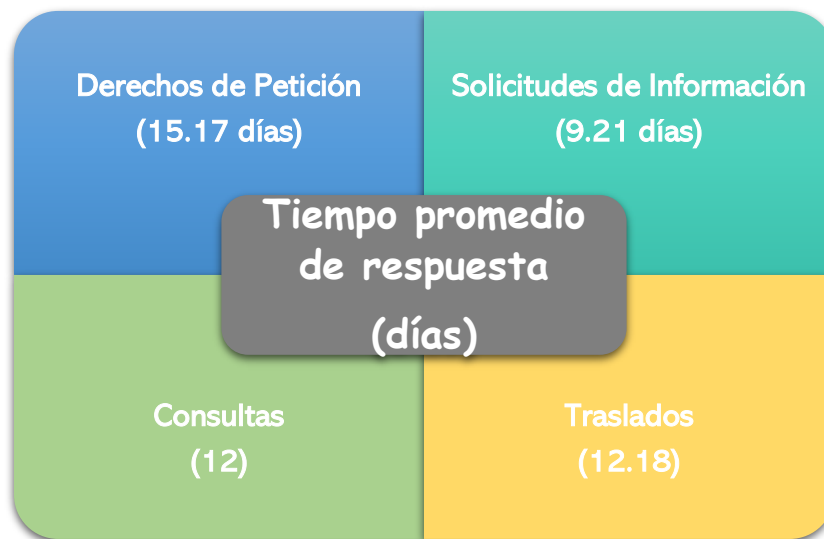 Derechos de Petición
(15.17 días)
Solicitudes de Información
(9.21 días)
Tiempo promedio
de respuesta
(días)
Consultas
(12)
Traslados
(12.18)